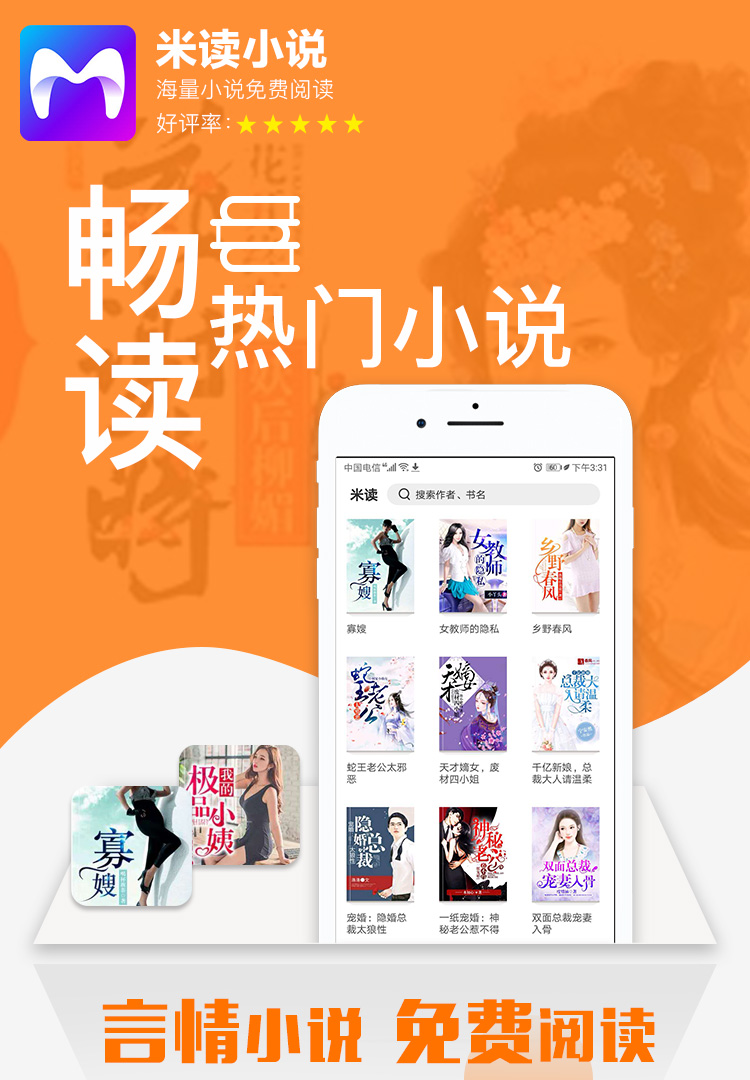 米读小说
海量小说免费阅读
好评率：
畅读
热门小说
中国电信
下午3:31
米读
搜索作者、书名
寡嫂
女教师的隐私
小丫头
乡野春风
寡嫂
女教师的隐私
乡野春风
蛇王老公
天才嫡女
总裁大人请温柔
蛇王老公太邪恶
天才嫡女，废材四小姐
千亿新娘，总裁大人请温柔
隐婚总裁
神秘老公
双面总裁宠妻入骨
宠婚：隐婚总裁太狼性
一纸宠婚：神秘老公惹不得
双面总裁宠妻入骨
我的极品小姨
寡嫂
言情小说 免费阅读